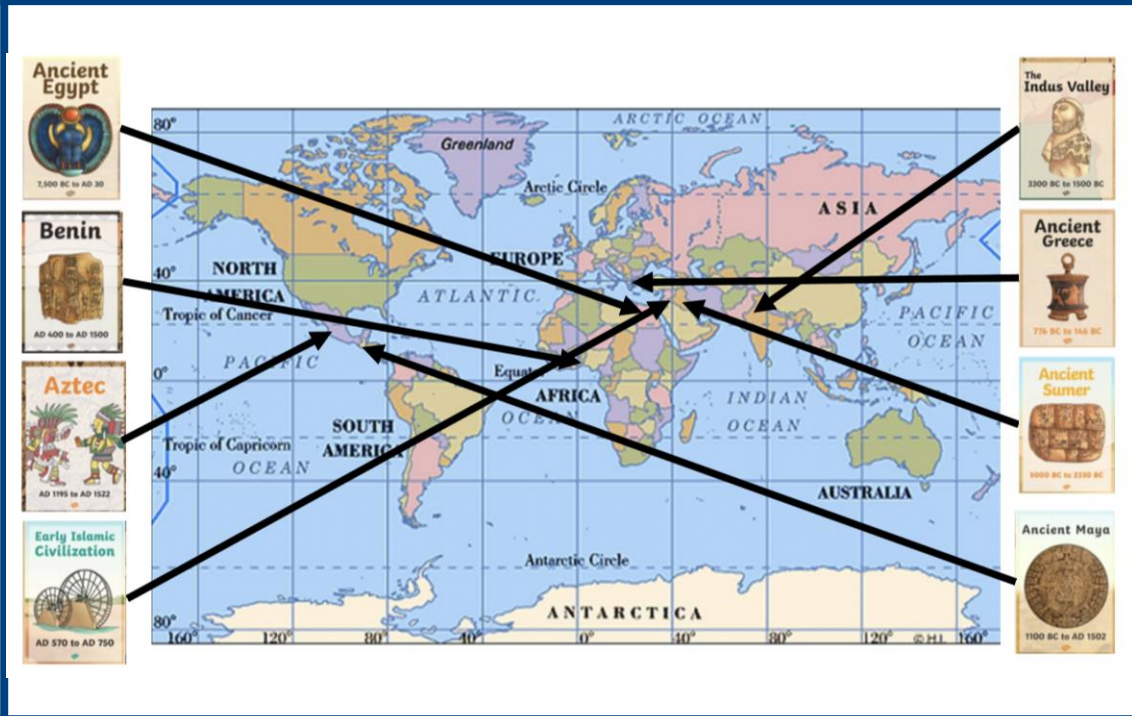 Ancient
Egypt
7,500 BC to AD 30
Benin
AD 400 to AD 1500
Aztec
AD 1195 to AD 1522
Early Islamic
Civilization
AD 570 to AD 750
80°
ARCTIC OCEAN
Greenland
Arctic Circle
ASIA
EUROPE
NORTH
AMERICA
40°
ATLANTIC
Tropic of Cancer
PACIFIC
OCEAN
PACIFIC
0°
AFRICA
INDIAN
OCEAN
OCEAN
SOUTH
AMERICA
Tropic of Capricorn
OCEAN
40°
AUSTRALIA
Antarctic Circle
ANTARCTICA
80°
160° 120° 80° 40° 0° 40° 80° 120° © H.I. 160°
The
Indus Valley
3300 BC to 1500 BC
Ancient
Greece
776 BC to 146 BC
Ancient
Sumer
5000 BC to 2330 BC
Ancient Maya
1100 BC to AD 1502